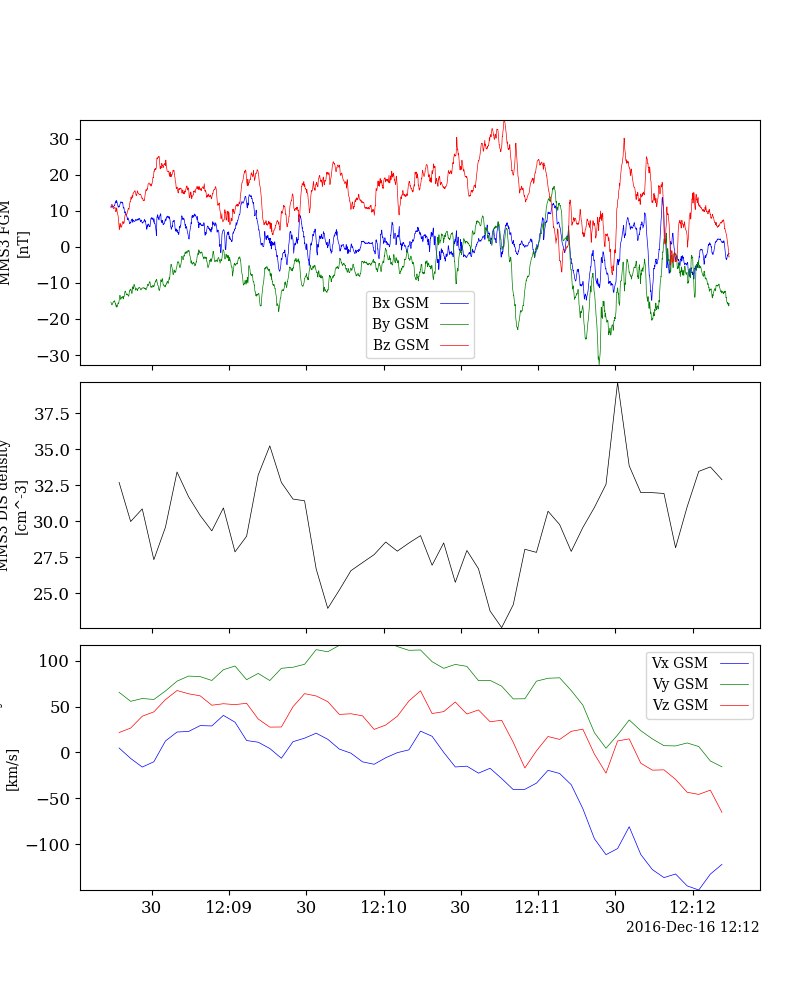 30
20
10
0
−10
−20
−30
MMS3 FGM
[nT]
Bx GSM
By GSM
Bz GSM
37.5
35.0
32.5
30.0
27.5
25.0
MMS3 DIS density
[cm^-3]
100
50
0
−50
−100
[km/s]
Vx GSM
Vy GSM
Vz GSM
30 12:09 30 12:10 30 12:11 30 12:12
2016-Dec-16 12:12